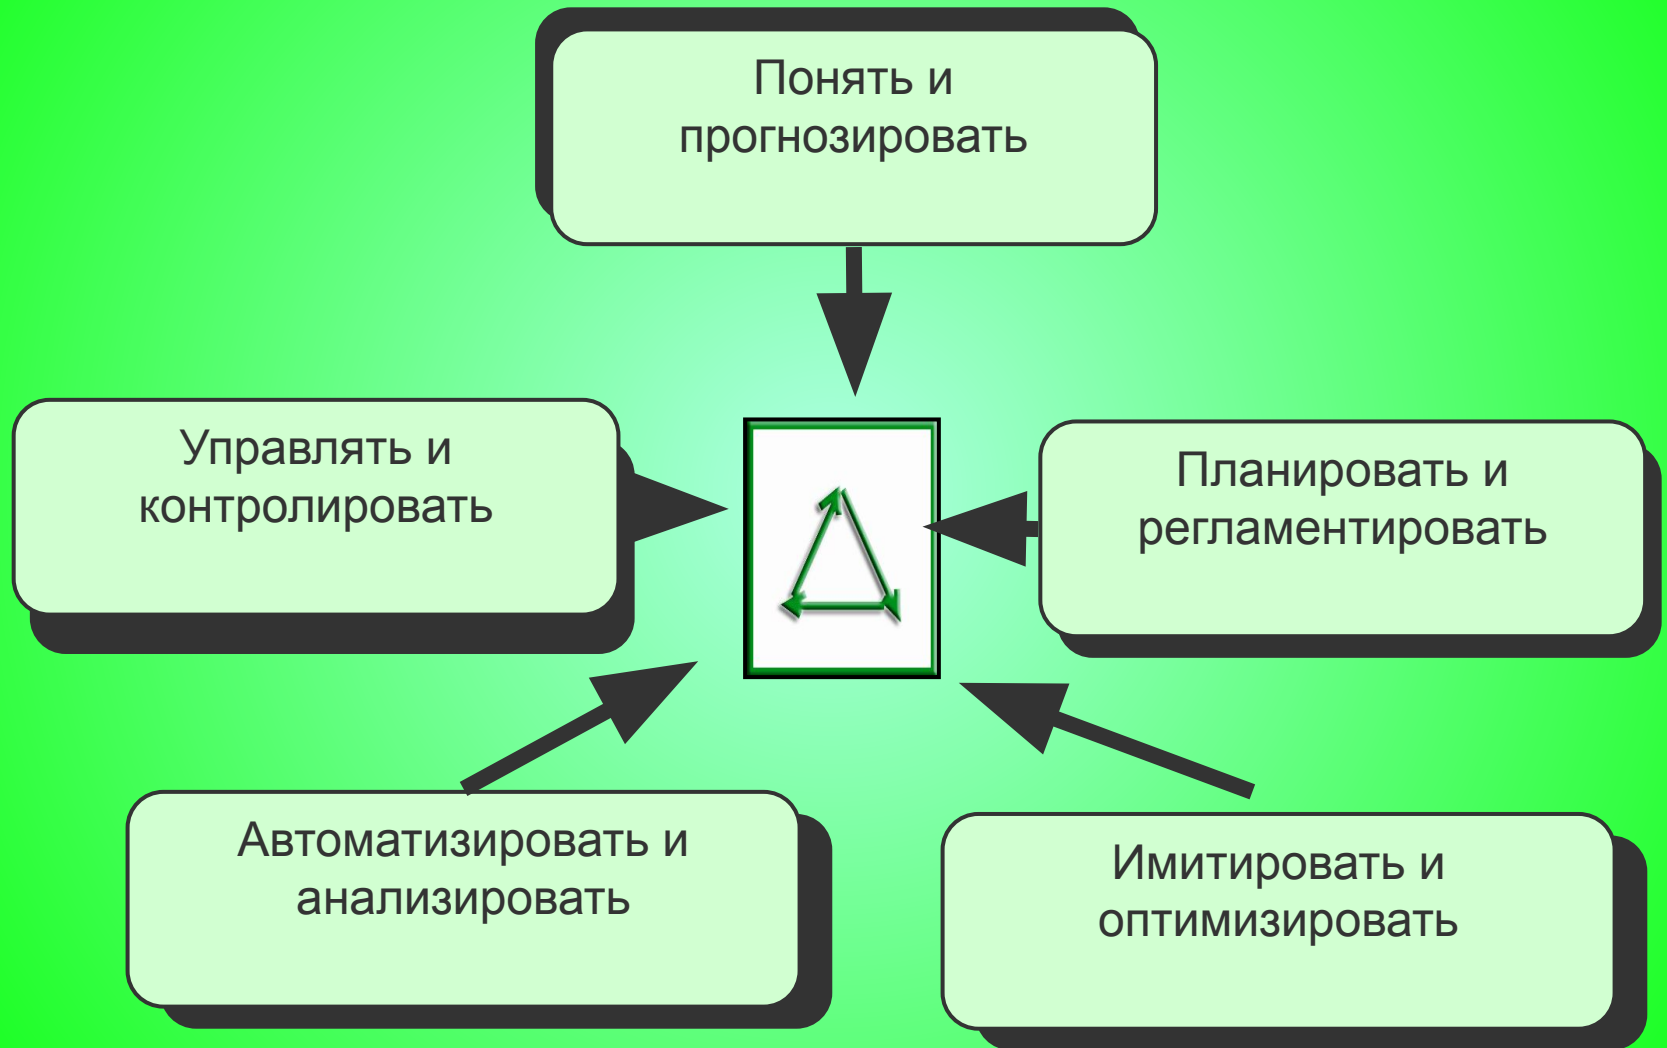 Понять и
прогнозировать
Управлять и
контролировать
Планировать и
регламентировать
Автоматизировать и
анализировать
Имитировать и
оптимизировать